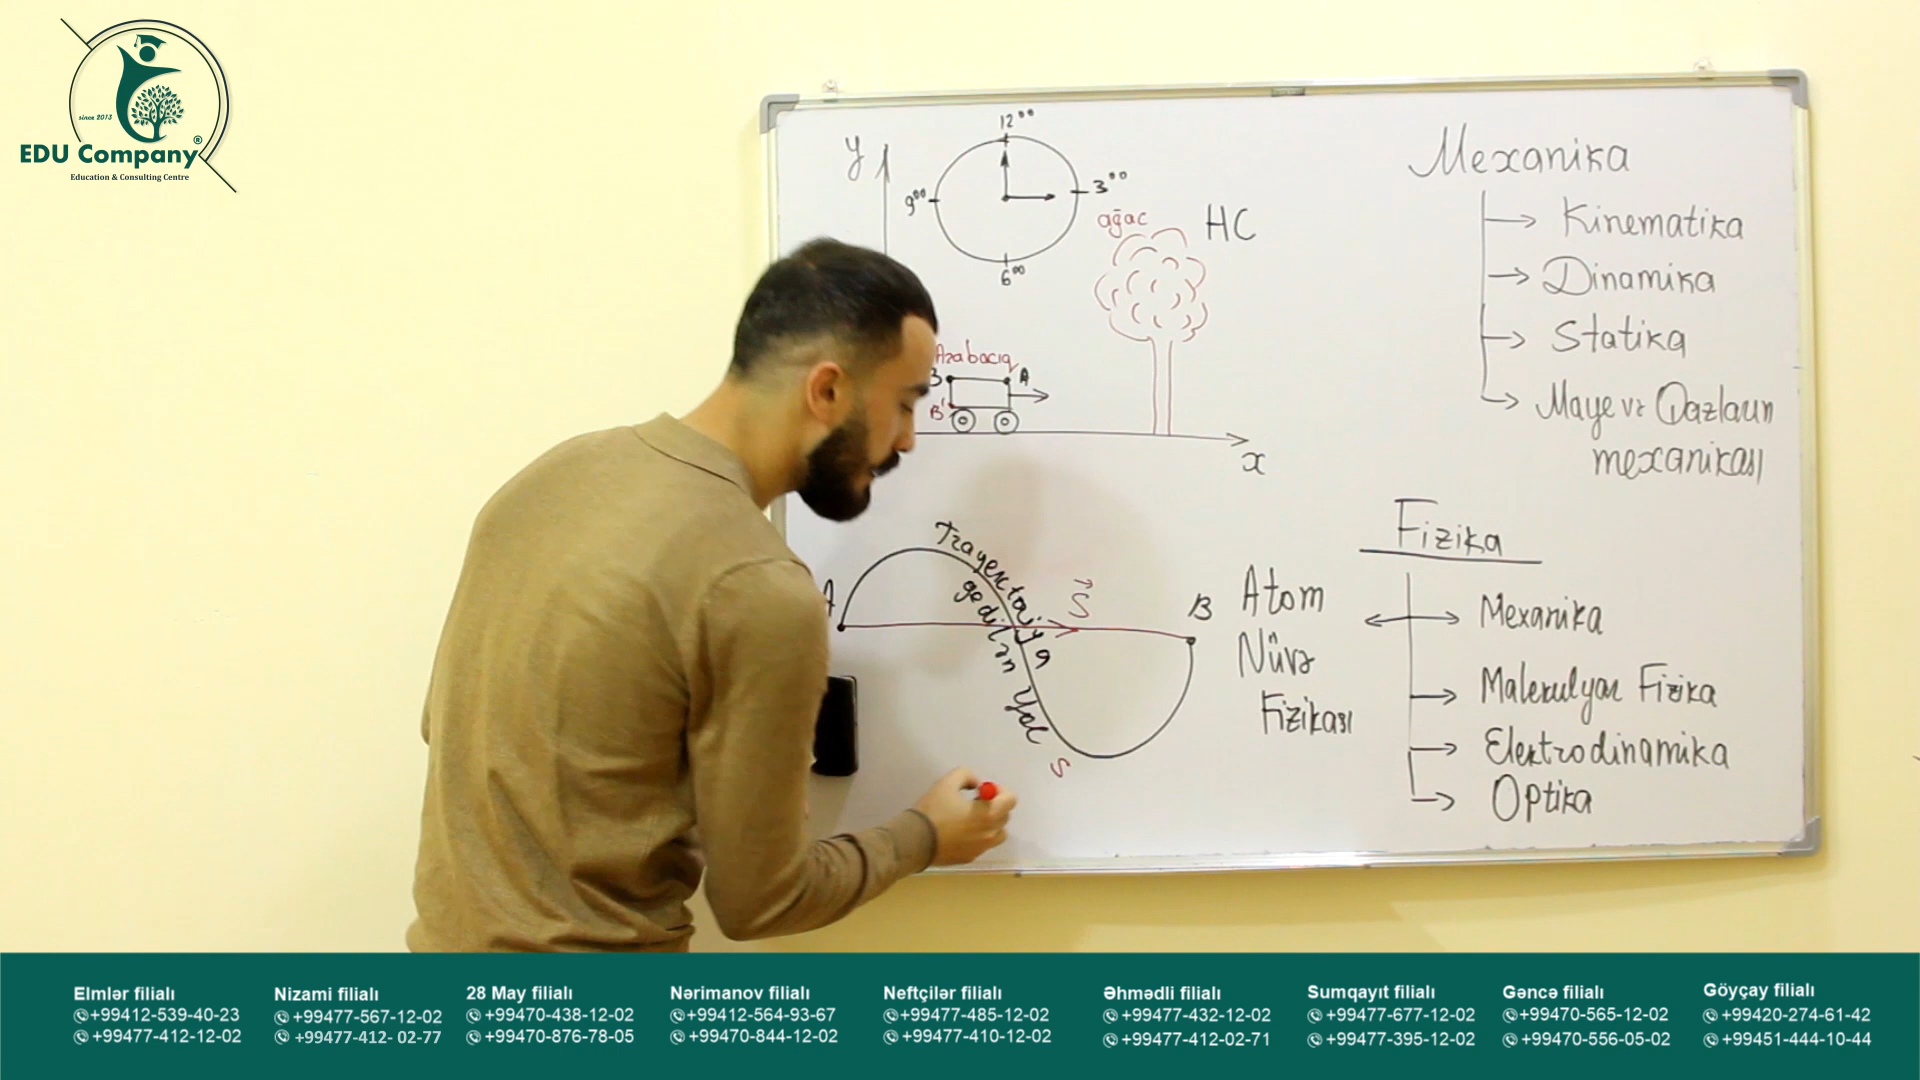 since 2013
EDU Company®
Education & Consulting Centre
y
12⁰⁰
3⁰⁰
6⁰⁰
9⁰⁰
ağac
HC
Arabacıq
B
A
B'
x
A
Trayektoriya
gedilən yol
S
S
B
Mexanika
Kinematika
Dinamika
Statika
Maye və Qazların
mexanikası
Fizika
Atom
Nüvə
Fizikası
Mexanika
Malekulyar Fizika
Elektrodinamika
Optika
Elmlər filialı
+99412-539-40-23
+99477-412-12-02
Nizami filialı
+99477-567-12-02
+99477-412- 02-77
28 May filialı
+99470-438-12-02
+99470-876-78-05
Nərimanov filialı
+99412-564-93-67
+99470-844-12-02
Neftçilər filialı
+99477-485-12-02
+99477-410-12-02
Əhmədli filialı
+99477-432-12-02
+99477-412-02-71
Sumqayıt filialı
+99477-677-12-02
+99477-395-12-02
Gəncə filialı
+99470-565-12-02
+99470-556-05-02
Göyçay filialı
+99420-274-61-42
+99451-444-10-44